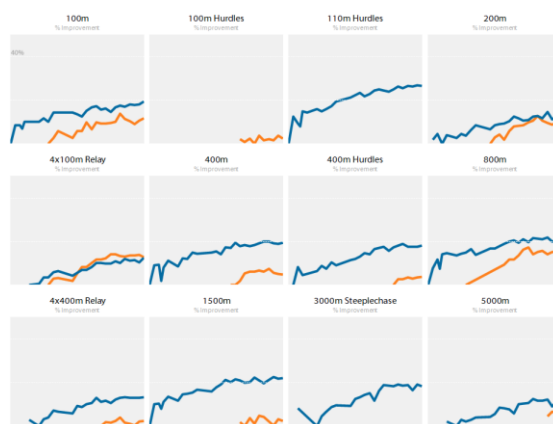 100m
% Improvement
100m Hurdles
% Improvement
110m Hurdles
% Improvement
200m
% Improvement
40%
4x100m Relay
% Improvement
400m
% Improvement
400m Hurdles
% Improvement
800m
% Improvement
4x400m Relay
% Improvement
1500m
% Improvement
3000m Steeplechase
% Improvement
5000m
% Improvement